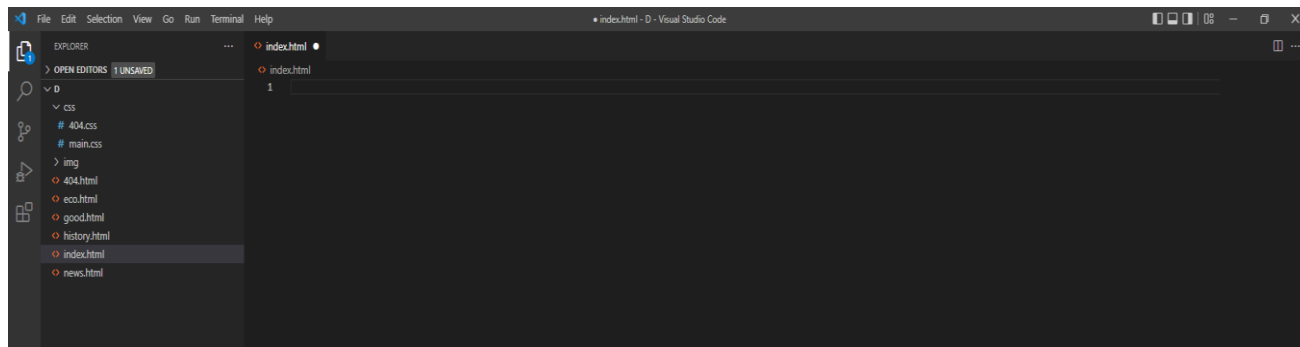 File Edit Selection View Go Run Terminal Help
● index.html - D - Visual Studio Code
EXPLORER
index.html ●
OPEN EDITORS 1 UNSAVED
index.html
1
D
css
# 404.css
# main.css
img
404.html
eco.html
good.html
history.html
index.html
news.html
1